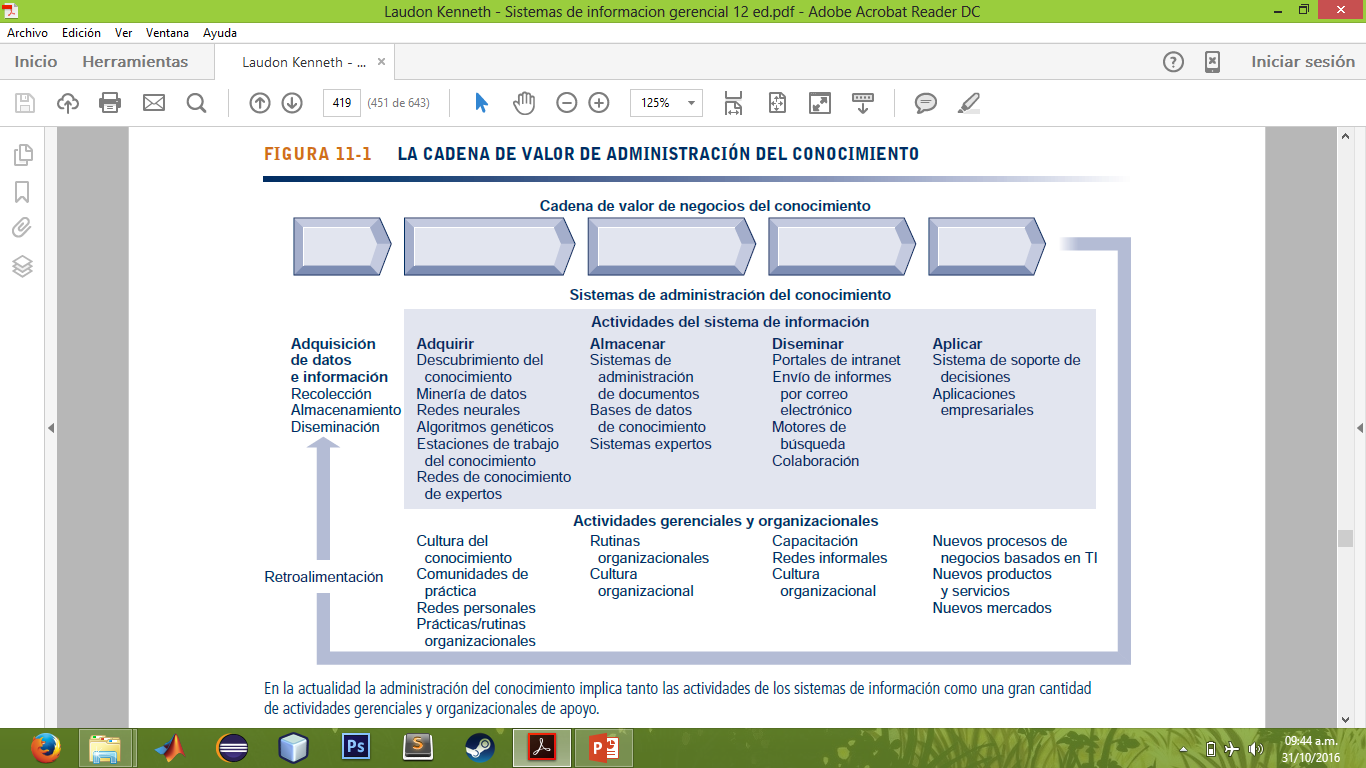 Laudon Kenneth - Sistemas de informacion gerencial 12 ed.pdf - Adobe Acrobat Reader DC
Archivo Edición Ver Ventana Ayuda
Inicio Herramientas Laudon Kenneth - ... × Iniciar sesión
419 (451 de 643) 125%
FIGURA 11-1 LA CADENA DE VALOR DE ADMINISTRACIÓN DEL CONOCIMIENTO
Cadena de valor de negocios del conocimiento
Sistemas de administración del conocimiento
Actividades del sistema de información
Adquisición
de datos
e información
Recolección
Almacenamiento
Diseminación
Adquirir
Descubrimiento del
conocimiento
Minería de datos
Redes neurales
Algoritmos genéticos
Estaciones de trabajo
del conocimiento
Redes de conocimiento
de expertos
Almacenar
Sistemas de
administración
de documentos
Bases de datos
de conocimiento
Sistemas expertos
Diseminar
Portales de intranet
Envío de informes
por correo
electrónico
Motores de
búsqueda
Colaboración
Aplicar
Sistema de soporte de
decisiones
Aplicaciones
empresariales
Actividades gerenciales y organizacionales
Retroalimentación
Cultura del
conocimiento
Comunidades de
práctica
Redes personales
Prácticas/rutinas
organizacionales
Rutinas
organizacionales
Cultura
organizacional
Capacitación
Redes informales
Cultura
organizacional
Nuevos procesos de
negocios basados en TI
Nuevos productos
y servicios
Nuevos mercados
En la actualidad la administración del conocimiento implica tanto las actividades de los sistemas de información como una gran cantidad
de actividades gerenciales y organizacionales de apoyo.
Ps
S
P
09:44 a.m.
31/10/2016